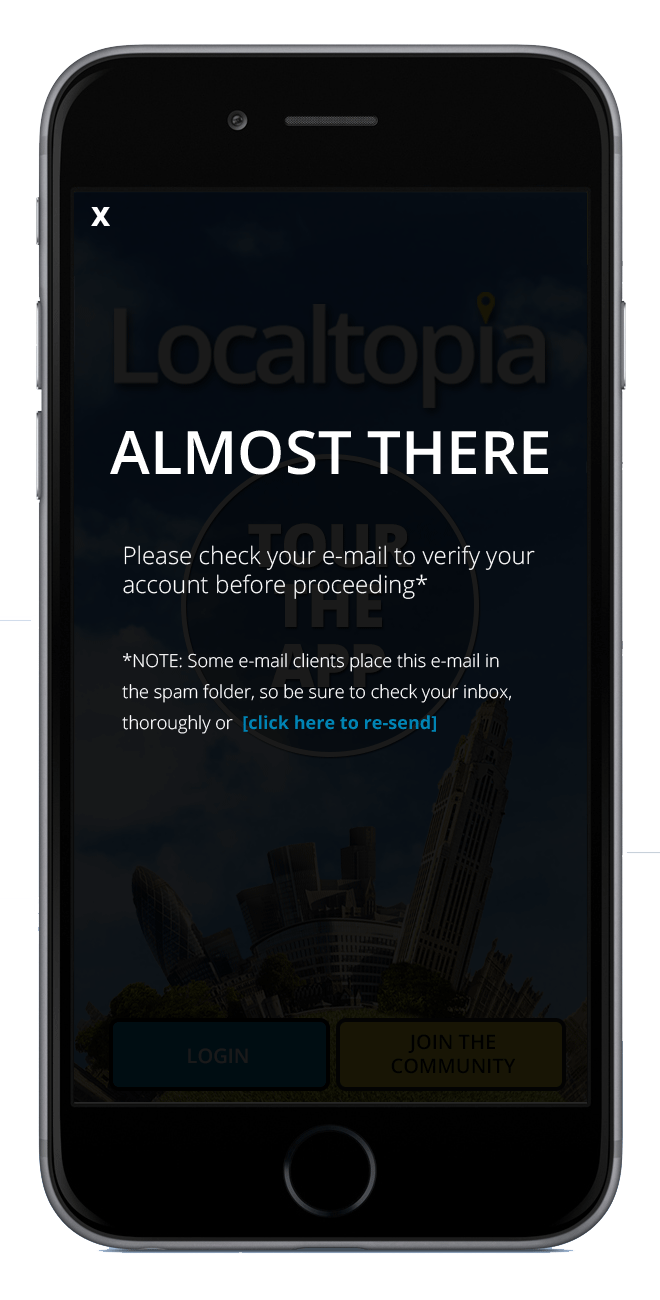 X
Localtopia
ALMOST THERE
TOUR
THE
APP
Please check your e-mail to verify your
account before proceeding*
*NOTE: Some e-mail clients place this e-mail in
the spam folder, so be sure to check your inbox,
thoroughly or [click here to re-send]
LOGIN
JOIN THE
COMMUNITY